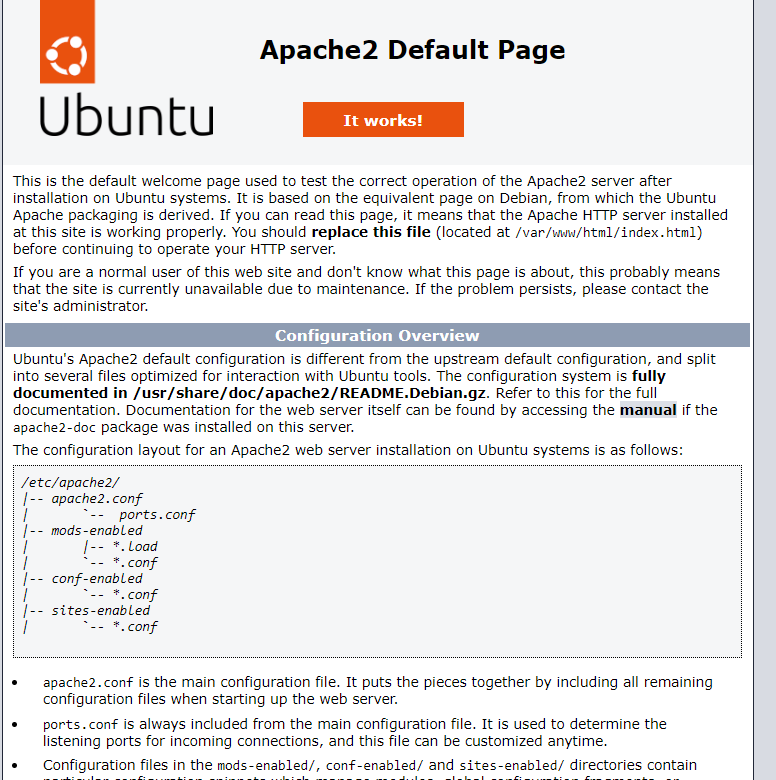 Apache2 Default Page
Ubuntu
It works!
This is the default welcome page used to test the correct operation of the Apache2 server after
installation on Ubuntu systems. It is based on the equivalent page on Debian, from which the Ubuntu
Apache packaging is derived. If you can read this page, it means that the Apache HTTP server installed
at this site is working properly. You should replace this file (located at /var/www/html/index.html)
before continuing to operate your HTTP server.
If you are a normal user of this web site and don't know what this page is about, this probably means
that the site is currently unavailable due to maintenance. If the problem persists, please contact the
site's administrator.
Configuration Overview
Ubuntu's Apache2 default configuration is different from the upstream default configuration, and split
into several files optimized for interaction with Ubuntu tools. The configuration system is fully
documented in /usr/share/doc/apache2/README.Debian.gz. Refer to this for the full
documentation. Documentation for the web server itself can be found by accessing the manual if the
apache2-doc package was installed on this server.
The configuration layout for an Apache2 web server installation on Ubuntu systems is as follows:
/etc/apache2/
|-- apache2.conf
|       `--  ports.conf
|-- mods-enabled
|       |-- *.load
|       `-- *.conf
|-- conf-enabled
|       `-- *.conf
|-- sites-enabled
|       `-- *.conf
• apache2.conf is the main configuration file. It puts the pieces together by including all remaining
configuration files when starting up the web server.
• ports.conf is always included from the main configuration file. It is used to determine the
listening ports for incoming connections, and this file can be customized anytime.
• Configuration files in the mods-enabled/, conf-enabled/ and sites-enabled/ directories contain
particular configuration snippets which manage modules, global configuration fragments, or